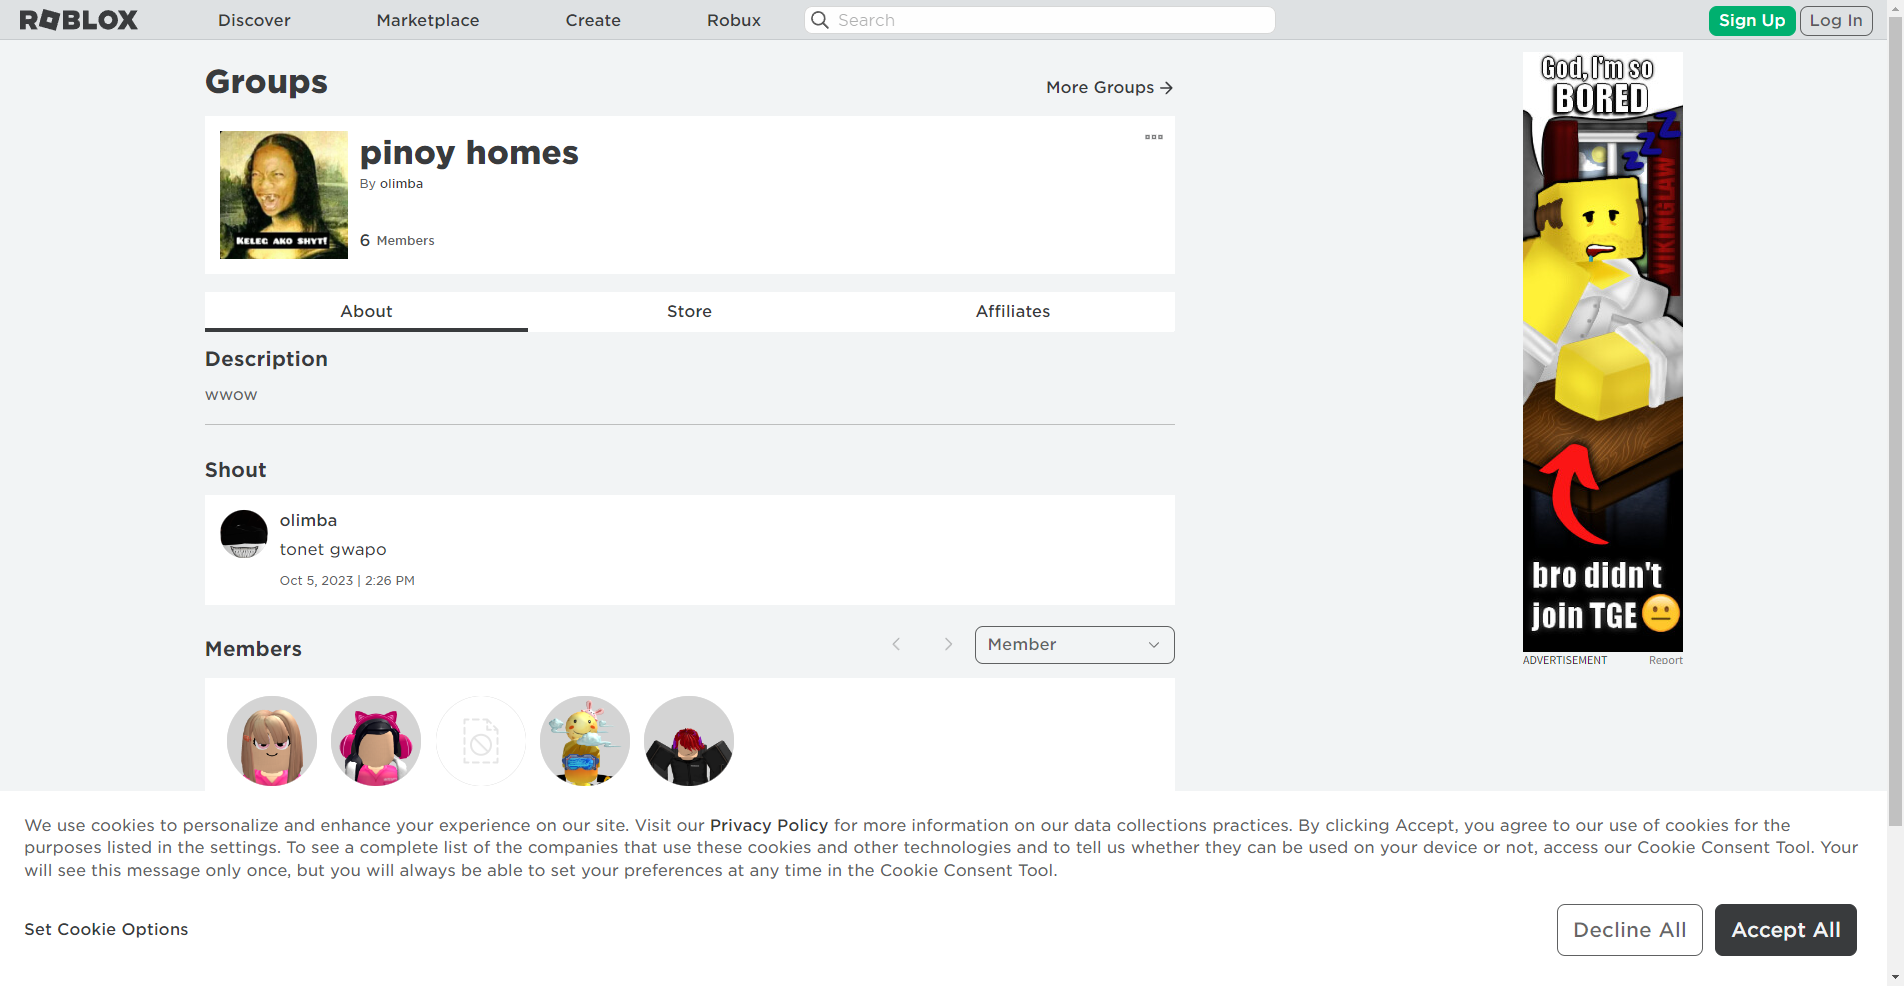 ROBLOX
Discover
Marketplace
Create
Robux
Search
Sign Up
Log In
Groups
More Groups
KELEG AKO SHYT!
pinoy homes
By olimba
6 Members
About
Store
Affiliates
Description
wwow
Shout
olimba
tonet gwapo
Oct 5, 2023 | 2:26 PM
Members
Member
God, I'm so
BORED
ZZZ
VIKINGLAW
bro didn't
join TGE
ADVERTISEMENT
Report
We use cookies to personalize and enhance your experience on our site. Visit our Privacy Policy for more information on our data collections practices. By clicking Accept, you agree to our use of cookies for the
purposes listed in the settings. To see a complete list of the companies that use these cookies and other technologies and to tell us whether they can be used on your device or not, access our Cookie Consent Tool. Your
will see this message only once, but you will always be able to set your preferences at any time in the Cookie Consent Tool.
Set Cookie Options
Decline All
Accept All